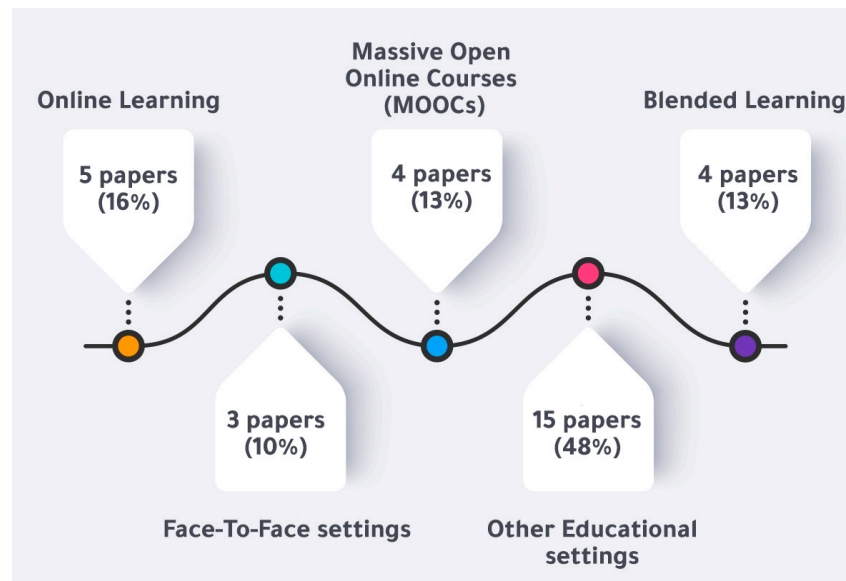 Online Learning
5 papers
(16%)
Massive Open
Online Courses
(MOOCs)
4 papers
(13%)
Blended Learning
4 papers
(13%)
3 papers
(10%)
Face-To-Face settings
15 papers
(48%)
Other Educational
settings